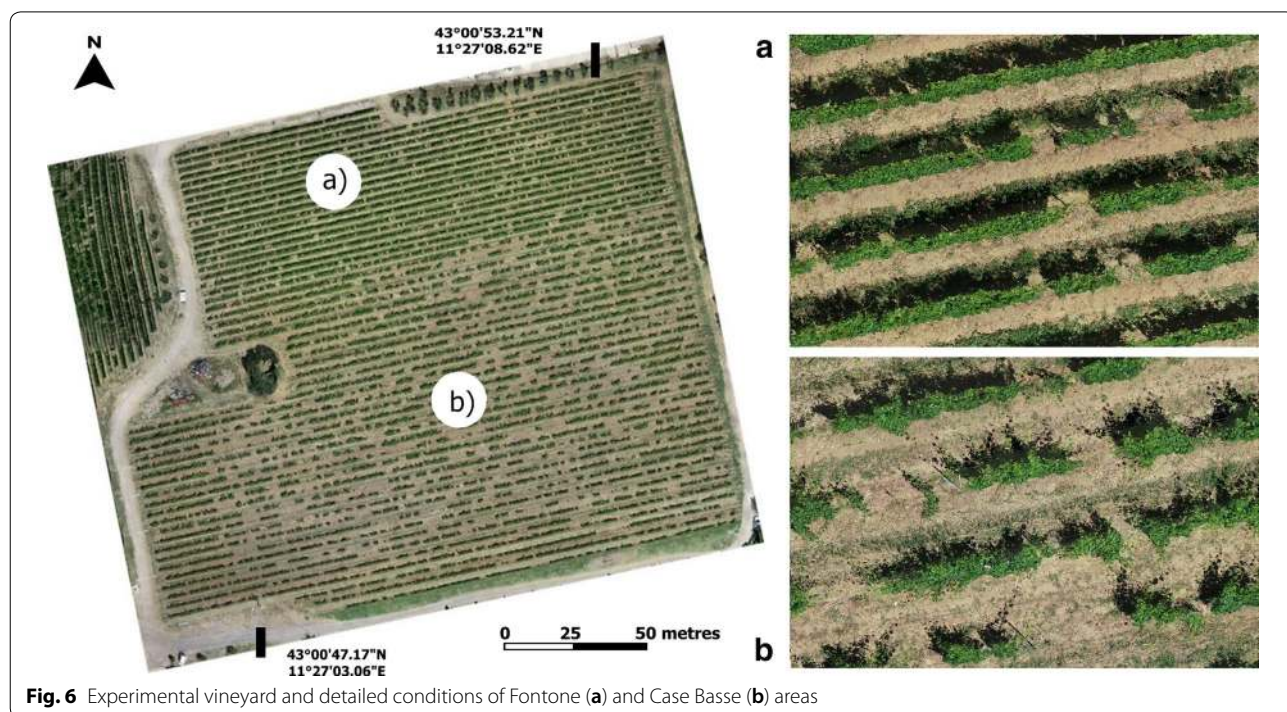 N
43°00'53.21"N
11°27'08.62"E
a
a)
b)
0 25 50 metres
43°00'47.17"N
11°27'03.06"E
b
Fig. 6 Experimental vineyard and detailed conditions of Fontone (a) and Case Basse (b) areas